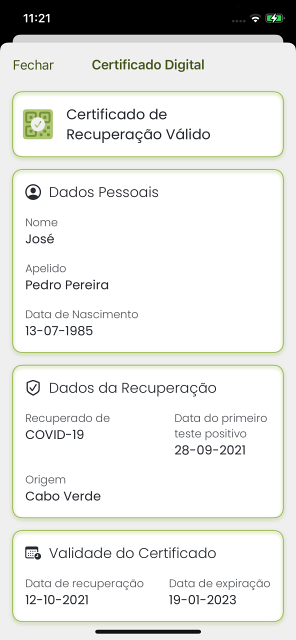 11:21
Fechar
Certificado Digital
Certificado de
Recuperação Válido
Dados Pessoais
Nome
José
Apelido
Pedro Pereira
Data de Nascimento
13-07-1985
Dados da Recuperação
Recuperado de
COVID-19
Data do primeiro
teste positivo
28-09-2021
Origem
Cabo Verde
Validade do Certificado
Data de recuperação
12-10-2021
Data de expiração
19-01-2023